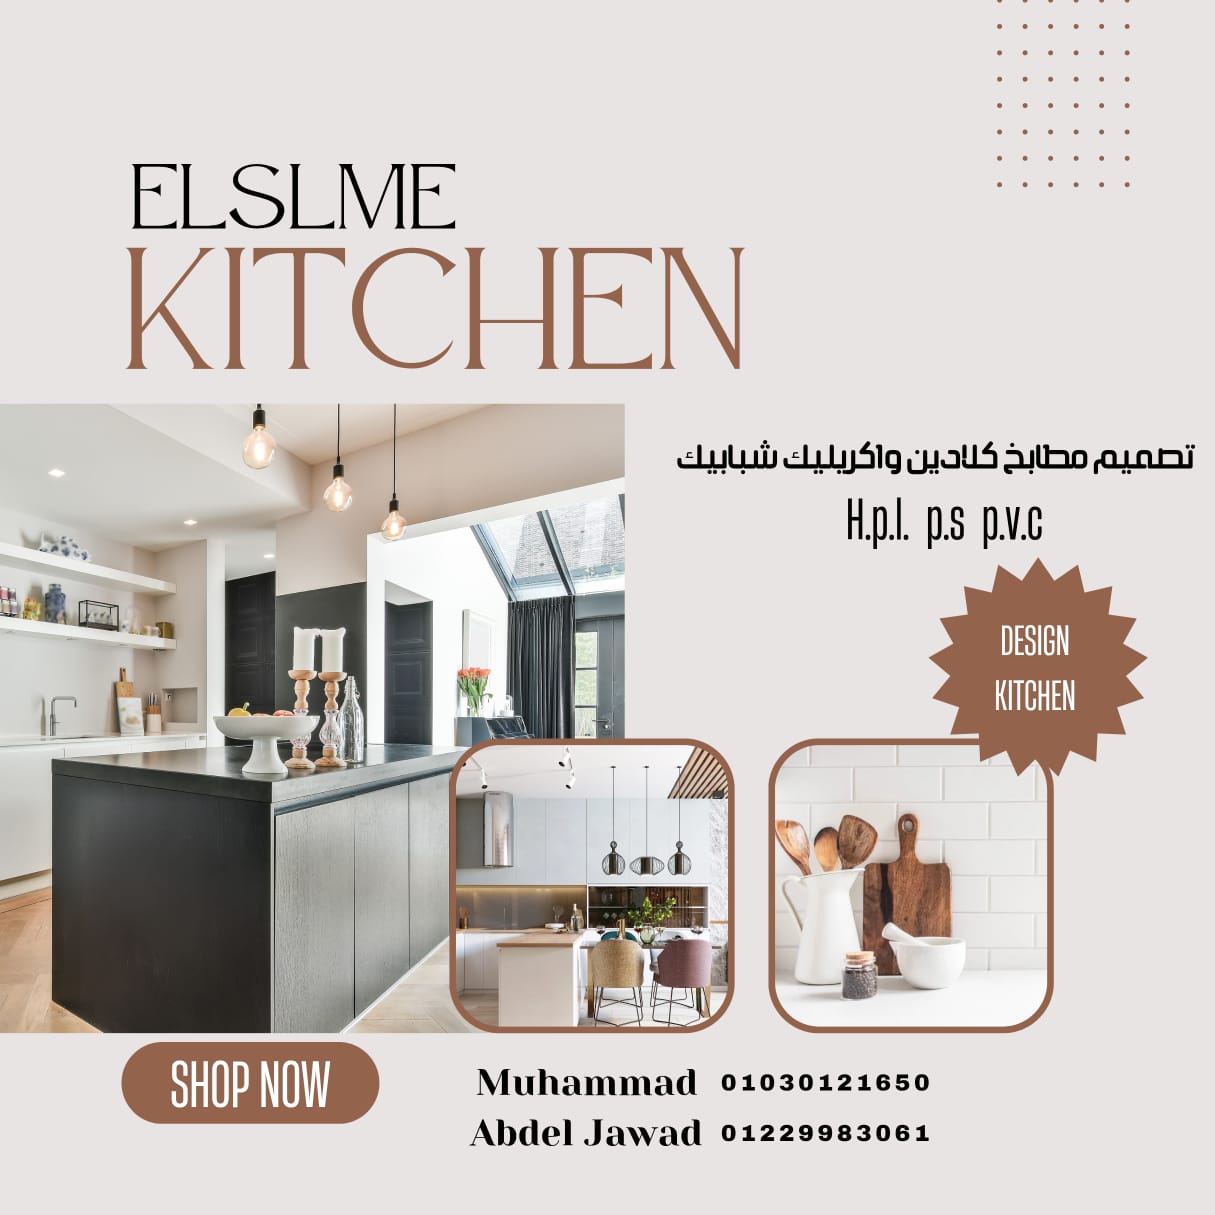 ELSLME
KITCHEN
تصميم مطابخ كلادين واكريليك شبابيك
H.p.l. p.s p.v.c
DESIGN
KITCHEN
SHOP NOW
Muhammad 01030121650
Abdel Jawad 01229983061